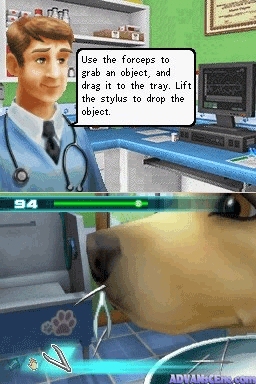 Use the forceps to
grab an object, and
drag it to the tray. Lift
the stylus to drop the
object.
94
ADVANCEGBA.COM